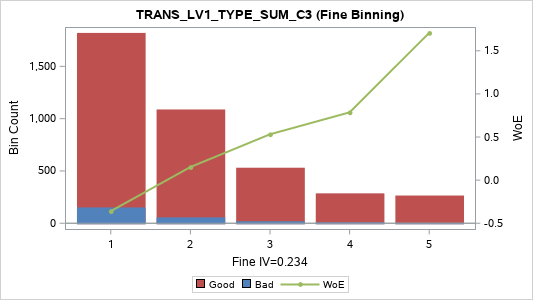 TRANS_LV1_TYPE_SUM_C3 (Fine Binning)
Bin Count
1,500
1,000
500
0
1.5
1.0
0.5
0.0
-0.5
WoE
1 2 3 4 5
Fine IV=0.234
Good Bad WoE